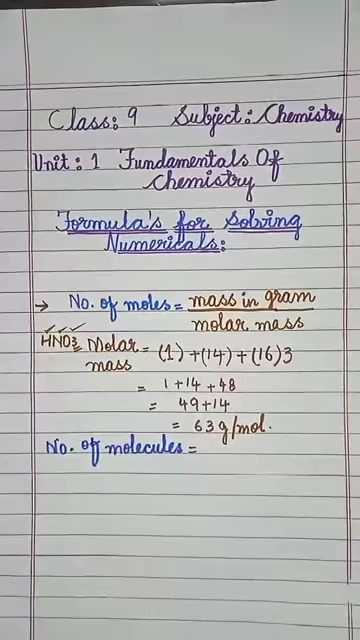 Class: 9 Subject: Chemistry
Unit: 1 Fundamentals Of
Chemistry
Formula's for Solving
Numericals:
→ No. of moles = mass in gram
molar mass
HNO3 = Molar mass = (1) + (14) + (16)3
= 1 + 14 + 48
= 49 + 14
= 63 g/mol.
No. of molecules =